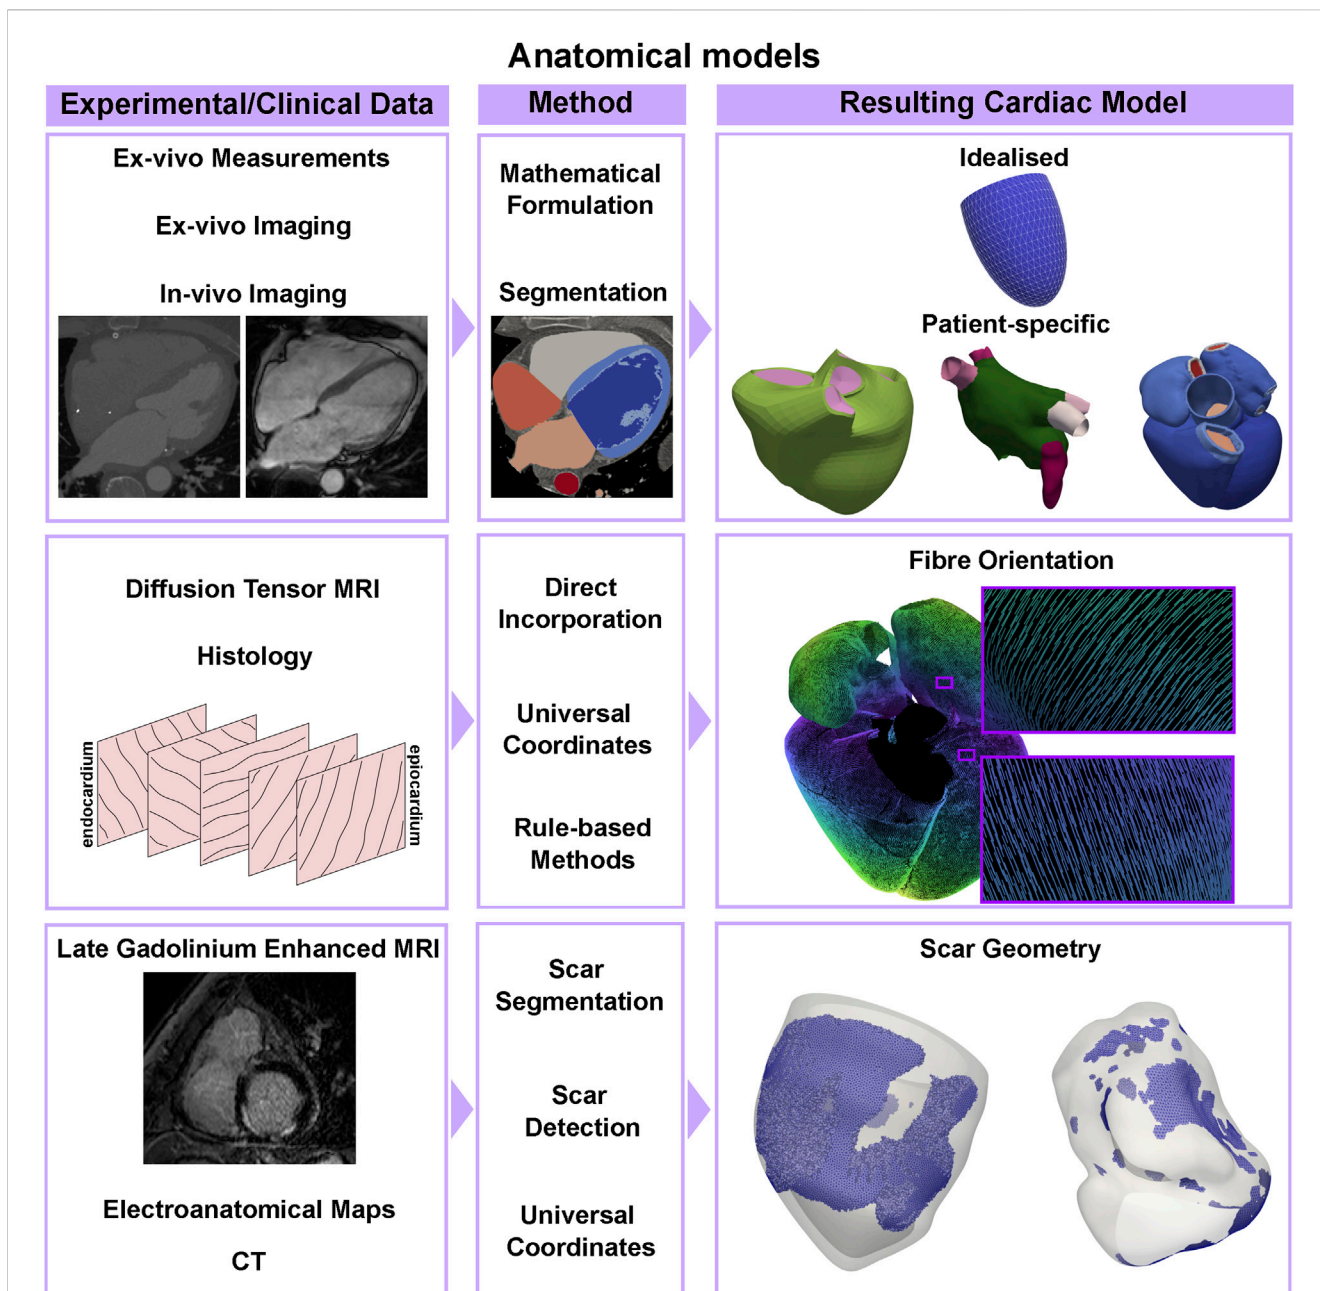 Anatomical models
Experimental/Clinical Data
Method
Resulting Cardiac Model
Ex-vivo Measurements
Ex-vivo Imaging
In-vivo Imaging
Mathematical
Formulation
Segmentation
Idealised
Patient-specific
Diffusion Tensor MRI
Histology
endocardium
epiocardium
Direct
Incorporation
Universal
Coordinates
Rule-based
Methods
Fibre Orientation
Late Gadolinium Enhanced MRI
Electroanatomical Maps
CT
Scar
Segmentation
Scar
Detection
Universal
Coordinates
Scar Geometry